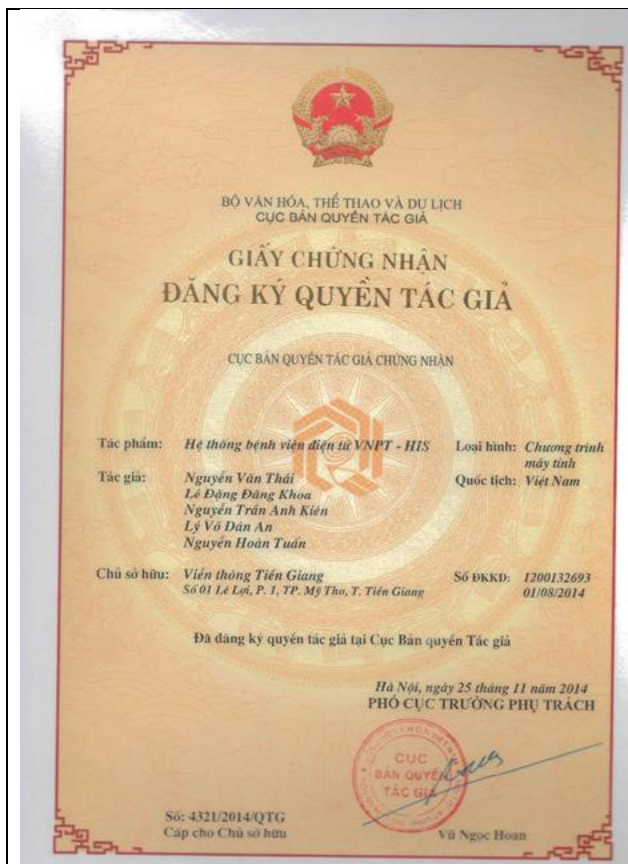 BỘ VĂN HÓA, THỂ THAO VÀ DU LỊCH
CỤC BẢN QUYỀN TÁC GIẢ
GIẤY CHỨNG NHẬN
ĐĂNG KÝ QUYỀN TÁC GIẢ
CỤC BẢN QUYỀN TÁC GIẢ CHỨNG NHẬN
Tác phẩm: Hệ thống bệnh viện điện tử VNPT - HIS Loại hình: Chương trình
máy tính
Tác giả: Nguyễn Văn Thái Quốc tịch: Việt Nam
Lê Đặng Đăng Khoa
Nguyễn Trần Anh Kiên
Lý Võ Dân An
Nguyễn Hoàn Tuấn
Chủ sở hữu: Viễn thông Tiền Giang Số ĐKKD: 1200132693
Số 01 Lê Lợi, P. 1, TP. Mỹ Tho, T. Tiền Giang 01/08/2014
Đã đăng ký quyền tác giả tại Cục Bản quyền Tác giả
Hà Nội, ngày 25 tháng 11 năm 2014
PHÓ CỤC TRƯỞNG PHỤ TRÁCH
CỤC
BẢN QUYỀN
TÁC GIẢ
Số: 4321/2014/QTG
Cấp cho Chủ sở hữu Vũ Ngọc Hoan